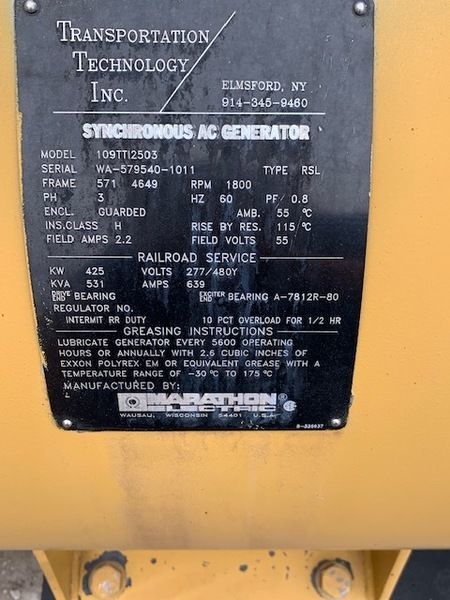 TRANSPORTATION
TECHNOLOGY
INC.
ELMSFORD, NY
914-345-9460
SYNCHRONOUS AC GENERATOR
MODEL 109TTI2503
SERIAL WA-579540-1011 TYPE RSL
FRAME 571 4649 RPM 1800
PH 3 HZ 60 PF/ 0.8
ENCL. GUARDED AMB. 55 °C
INS.CLASS H RISE BY RES. 115/°C
FIELD AMPS 2.2 FIELD VOLTS 55
RAILROAD SERVICE
KW 425 VOLTS 277/480Y
KVA 531 AMPS 639
DRIVE END BEARING EXCITER END BEARING A-7812R-80
REGULATOR NO.
INTERMIT RR DUTY 10 PCT OVERLOAD FOR 1/2 HR
GREASING INSTRUCTIONS
LUBRICATE GENERATOR EVERY 5600 OPERATING
HOURS OR ANNUALLY WITH 2.6 CUBIC INCHES OF
EXXON POLYREX EM OR EQUIVALENT GREASE WITH A
TEMPERATURE RANGE OF -30°C TO 175°C
MANUFACTURED BY:
MARATHON
ELECTRIC
WAUSAU, WISCONSIN 54401 U.S.A.